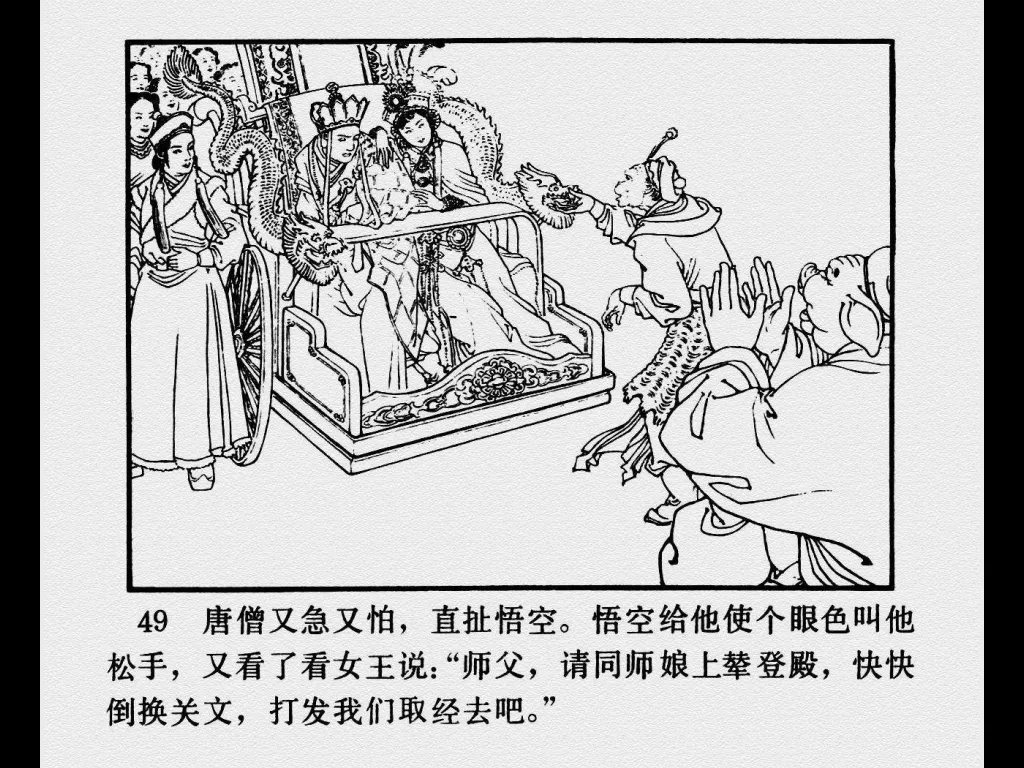 49 唐僧又急又怕，直扯悟空。悟空给他使个眼色叫他
松手，又看了看女王说：“师父，请同师娘上辇登殿，快快
倒换关文，打发我们取经去吧。”